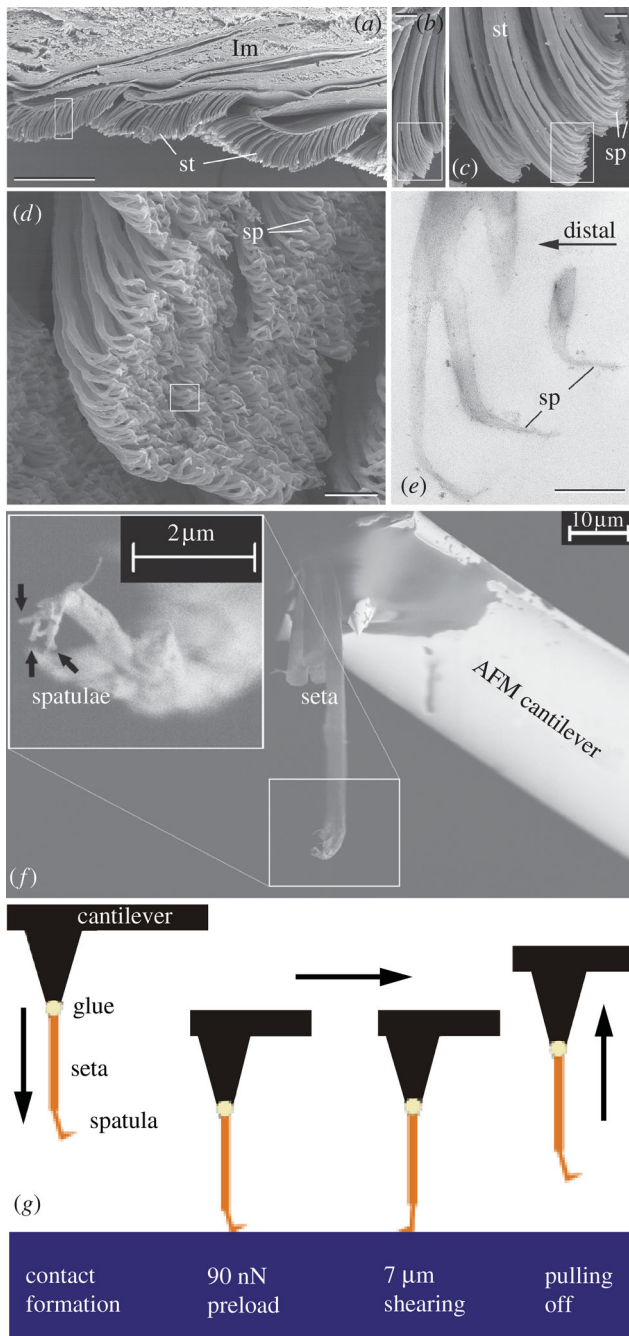 (a)
Im
st
(b)
st
(c)
sp
(d)
sp
distal
sp
(e)
2 μm
10 μm
spatulae
seta
AFM cantilever
(f)
cantilever
glue
seta
spatula
(g)
contact formation
90 nN preload
7 μm shearing
pulling off